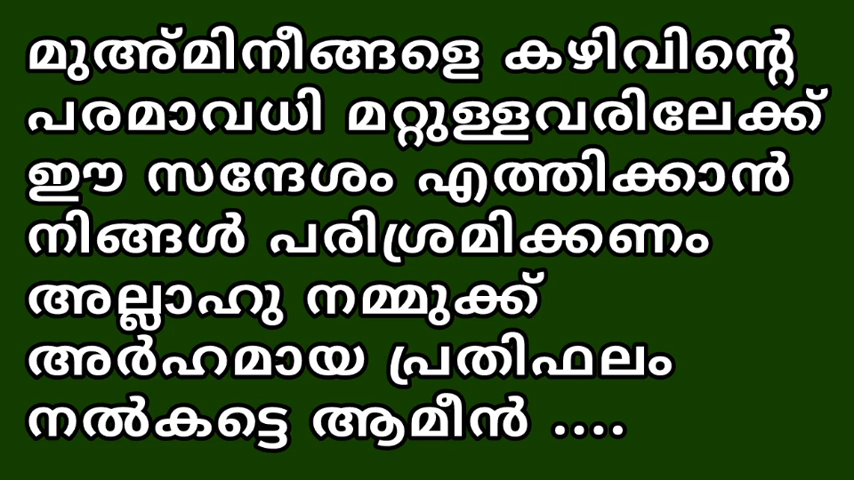 മുഅ്മിനീങ്ങളെ കഴിവിന്റെ
പരമാവധി മറ്റുള്ളവരിലേക്ക്
ഈ സന്ദേശം എത്തിക്കാൻ
നിങ്ങൾ പരിശ്രമിക്കണം
അല്ലാഹു നമ്മുക്ക്
അർഹമായ പ്രതിഫലം
നൽകട്ടെ ആമീൻ ....